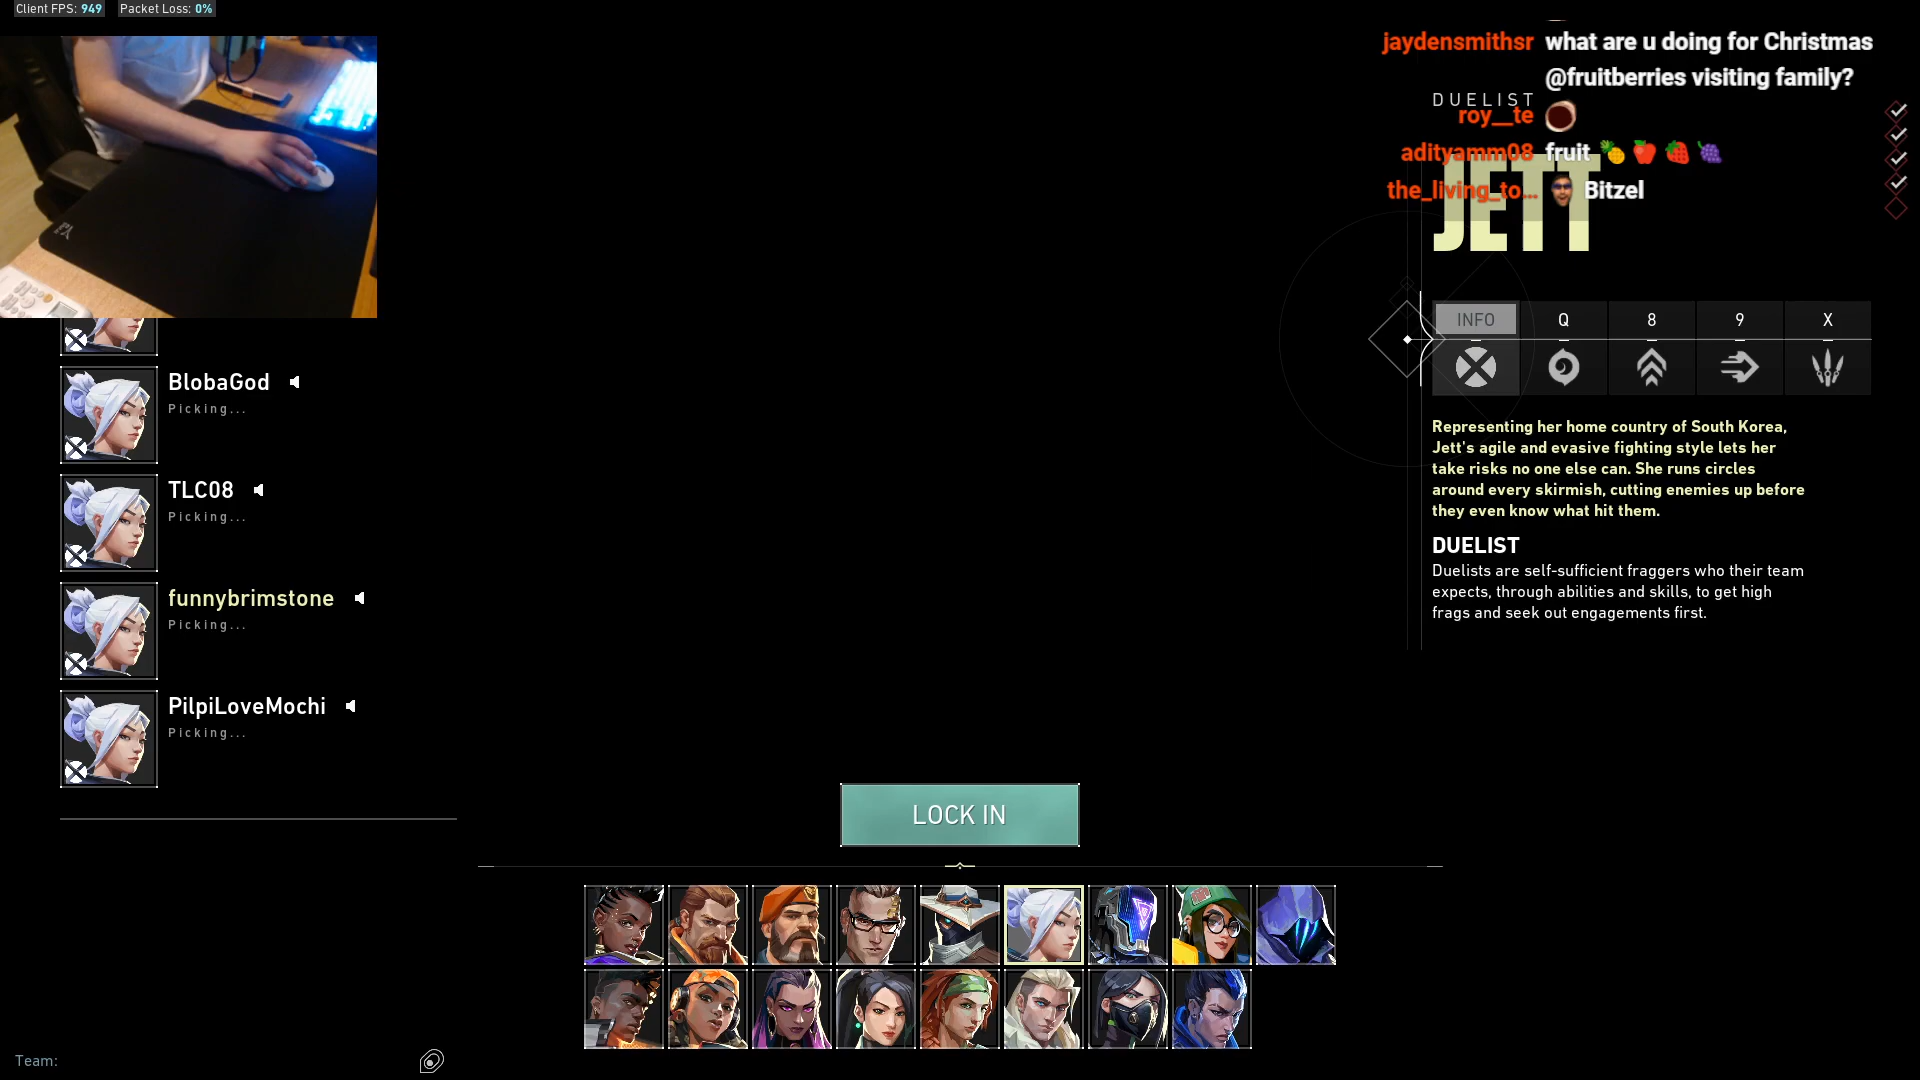 Client FPS: 949 Packet Loss: 0%
jaydensmithsr what are u doing for Christmas
@fruitberries visiting family?
DUELIST
roy__te
adityamm08 fruit 🍍 🍎 🍓 🍇
the_living_to... Bitzel
JETT
INFO Q 8 9 X
Representing her home country of South Korea,
Jett's agile and evasive fighting style lets her
take risks no one else can. She runs circles
around every skirmish, cutting enemies up before
they even know what hit them.
DUELIST
Duelists are self-sufficient fraggers who their team
expects, through abilities and skills, to get high
frags and seek out engagements first.
BlobaGod
Picking...
TLC08
Picking...
funnybrimstone
Picking...
PilpiLoveMochi
Picking...
LOCK IN
Team: